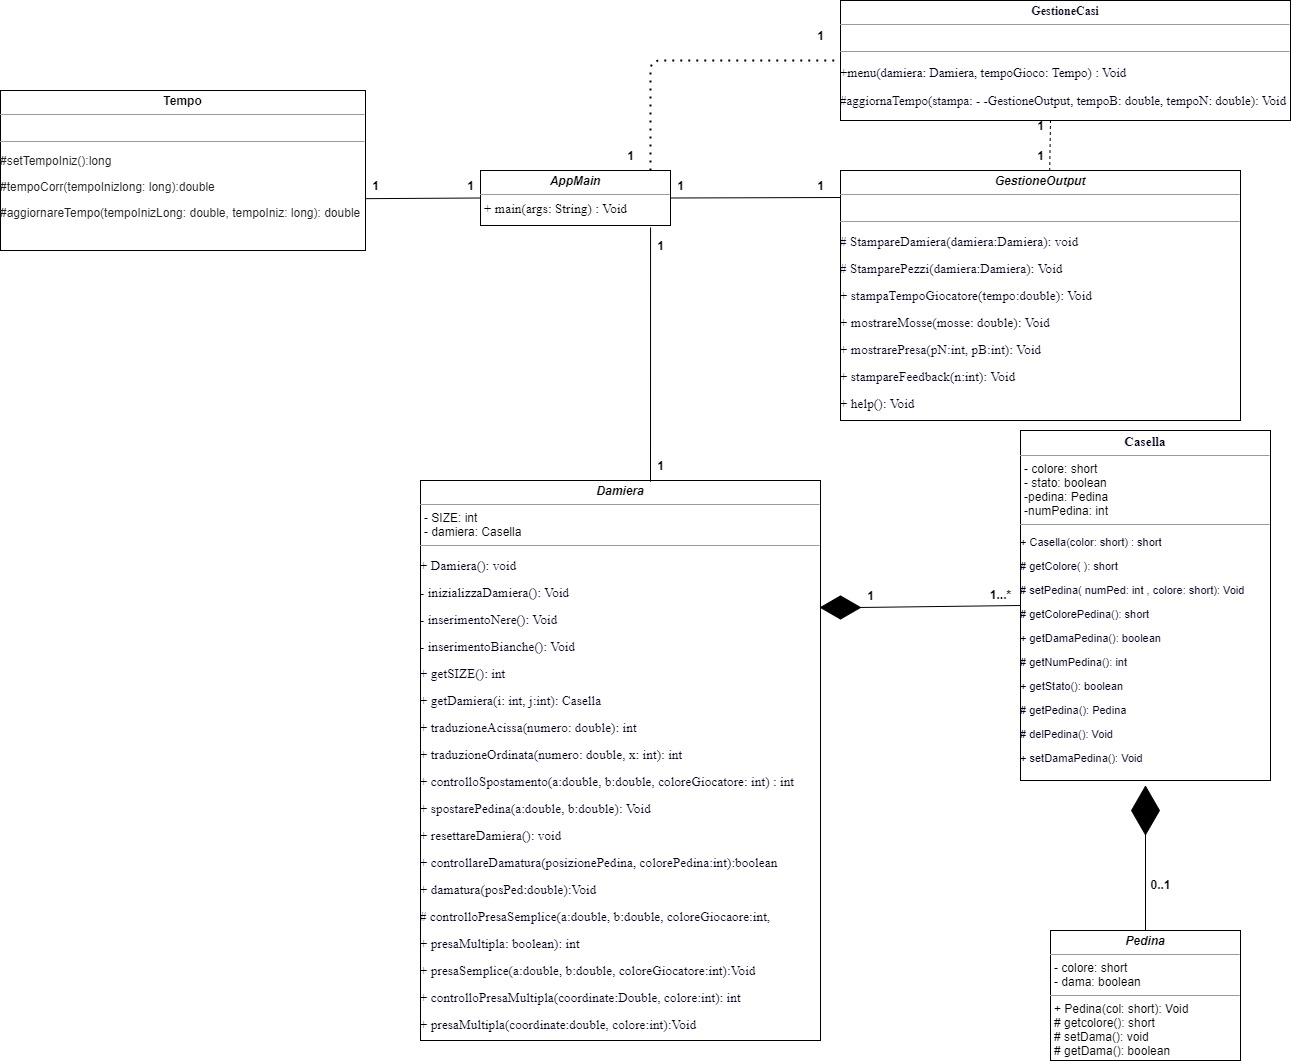 GestioneCasi
+menu(damiera: Damiera, tempoGioco: Tempo) : Void
#aggiornaTempo(stampa: - -GestioneOutput, tempoB: double, tempoN: double): Void
1
1
1
1
Tempo
#setTempoIniz():long
#tempoCorr(tempoInizlong: long):double
#aggiornareTempo(tempoInizLong: double, tempoIniz: long): double
1
1
AppMain
+ main(args: String) : Void
1
1
1
GestioneOutput
# StampareDamiera(damiera:Damiera): void
# StamparePezzi(damiera:Damiera): Void
+ stampaTempoGiocatore(tempo:double): Void
+ mostrareMosse(mosse: double): Void
+ mostrarePresa(pN:int, pB:int): Void
+ stampareFeedback(n:int): Void
+ help(): Void
1
Damiera
- SIZE: int
- damiera: Casella
+ Damiera(): void
- inizializzaDamiera(): Void
- inserimentoNere(): Void
- inserimentoBianche(): Void
+ getSIZE(): int
+ getDamiera(i: int, j:int): Casella
+ traduzioneAcissa(numero: double): int
+ traduzioneOrdinata(numero: double, x: int): int
+ controlloSpostamento(a:double, b:double, coloreGiocatore: int) : int
+ spostarePedina(a:double, b:double): Void
+ resettareDamiera(): void
+ controllareDamatura(posizionePedina, colorePedina:int):boolean
+ damatura(posPed:double):Void
# controlloPresaSemplice(a:double, b:double, coloreGiocaore:int,
+ presaMultipla: boolean): int
+ presaSemplice(a:double, b:double, coloreGiocatore:int):Void
+ controlloPresaMultipla(coordinate:Double, colore:int): int
+ presaMultipla(coordinate:double, colore:int):Void
1
1...*
Casella
- colore: short
- stato: boolean
-pedina: Pedina
-numPedina: int
+ Casella(color: short) : short
# getColore( ): short
# setPedina( numPed: int , colore: short): Void
# getColorePedina(): short
+ getDamaPedina(): boolean
# getNumPedina(): int
+ getStato(): boolean
# getPedina(): Pedina
# delPedina(): Void
+ setDamaPedina(): Void
0..1
Pedina
- colore: short
- dama: boolean
+ Pedina(col: short): Void
# getcolore(): short
# setDama(): void
# getDama(): boolean